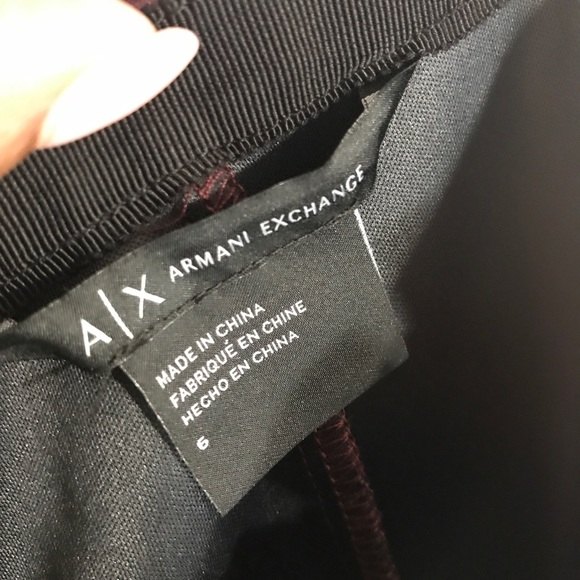 A|X ARMANI EXCHANGE
MADE IN CHINA
FABRIQUÉ EN CHINE
HECHO EN CHINA
6